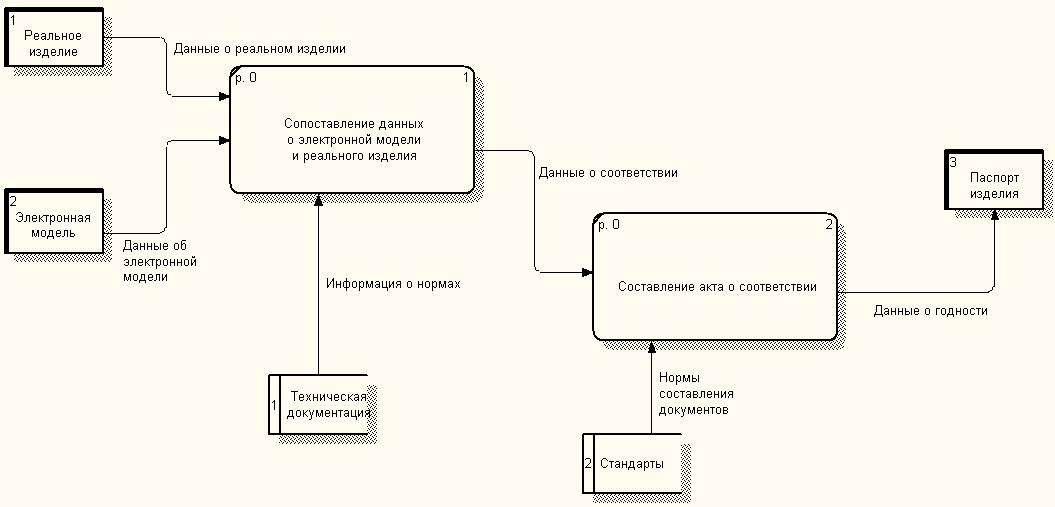 1
Реальное
изделие
Данные о реальном изделии
р. 0
1
Сопоставление данных
о электронной модели
и реального изделия
2
Электронная
модель
Данные об
электронной
модели
Данные о соответствии
3
Паспорт
изделия
р. 0
2
Составление акта о соответствии
Данные о годности
Информация о нормах
1
Техническая
документация
Нормы
составления
документов
2
Стандарты